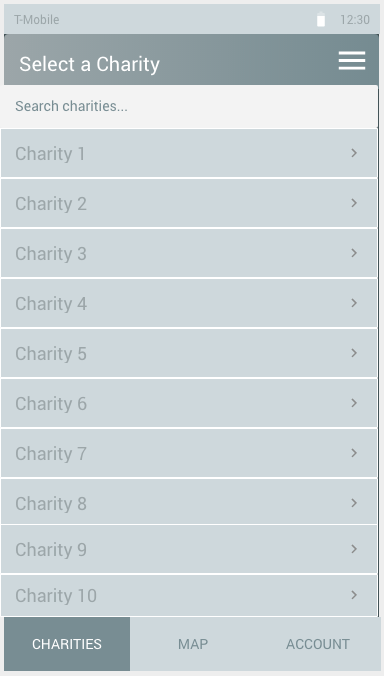 T-Mobile 12:30
Select a Charity
Search charities...
Charity 1
Charity 2
Charity 3
Charity 4
Charity 5
Charity 6
Charity 7
Charity 8
Charity 9
Charity 10
CHARITIES MAP ACCOUNT